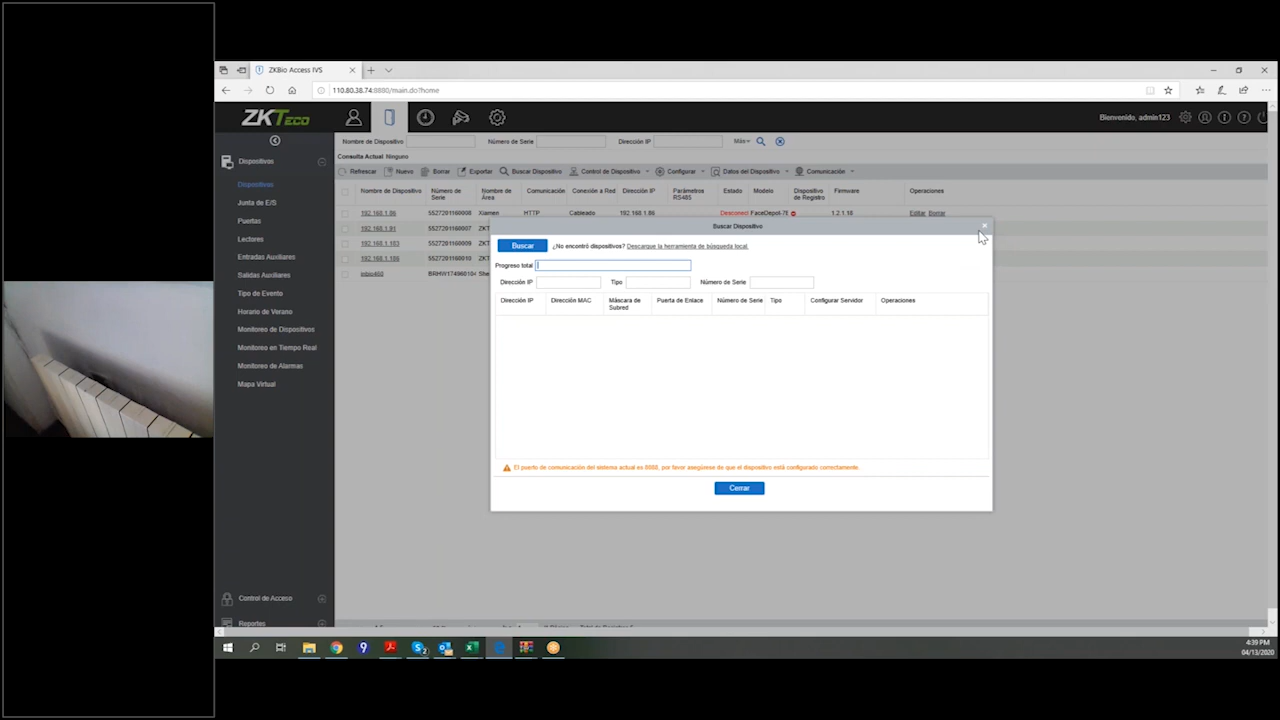 ZKBio Access IVS
110.80.38.74:8880/main.do?home
ZKTeco
Bienvenido, admin123
Dispositivos
Nombre de Dispositivo
Número de Serie
Dirección IP
Más
Consulta Actual Ninguno
Refrescar Nuevo Borrar Exportar Buscar Dispositivo Control de Dispositivo Configurar Datos del Dispositivo Comunicación
Nombre de Dispositivo Número de Serie Nombre de Área Comunicación Conexión a Red Dirección IP Parámetros RS485 Estado Modelo Dispositivo de Registro Firmware Operaciones
192.168.1.86 5527201160008 Xiamen HTTP Cableado 192.168.1.86 Desconec FaceDepot-7B 1.2.1.18 Editar Borrar
192.168.1.91 5527201160007 ZKT
192.168.1.183 5527201160009 ZKT
192.168.1.186 5527201160010 ZKT
inbio460 BRHW174960104 She
Dispositivos
Junta de E/S
Puertas
Lectores
Entradas Auxiliares
Salidas Auxiliares
Tipo de Evento
Horario de Verano
Monitoreo de Dispositivos
Monitoreo en Tiempo Real
Monitoreo de Alarmas
Mapa Virtual
Control de Acceso
Reportes
Buscar Dispositivo
Buscar ¿No encontró dispositivos? Descargue la herramienta de búsqueda local.
Progreso total
Dirección IP Tipo Número de Serie
Dirección IP Dirección MAC Máscara de Subred Puerta de Enlace Número de Serie Tipo Configurar Servidor Operaciones
El puerto de comunicación del sistema actual es 8888, por favor asegúrese de que el dispositivo está configurado correctamente.
Cerrar
4:39 PM
04/13/2020